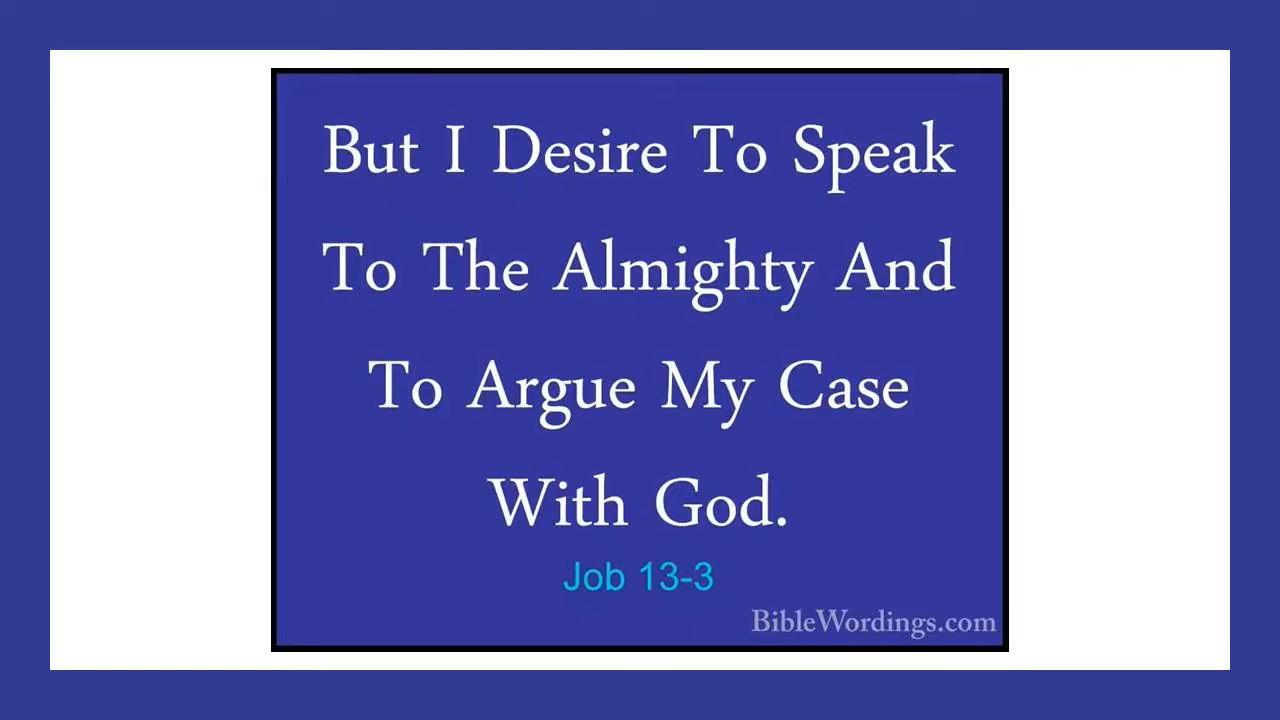 But I Desire To Speak
To The Almighty And
To Argue My Case
With God.
Job 13-3
BibleWordings.com